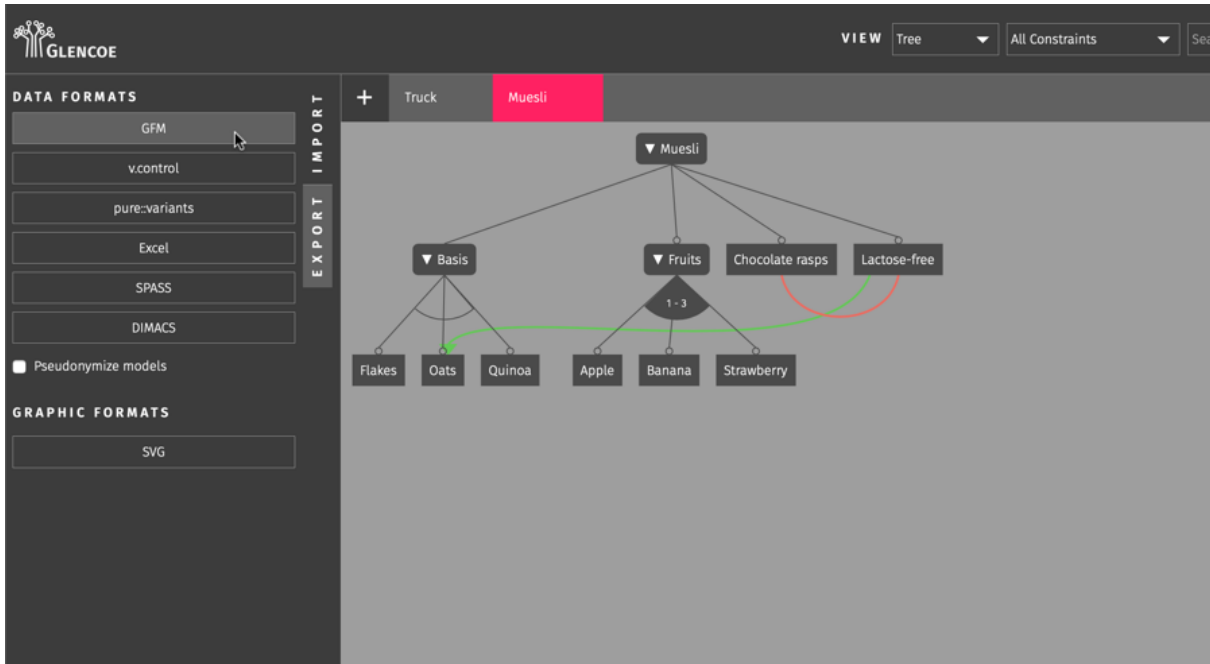 GLENCOE
VIEW Tree All Constraints Sea
DATA FORMATS
IMPORT
EXPORT
GFM
v.control
pure::variants
Excel
SPASS
DIMACS
Pseudonymize models
GRAPHIC FORMATS
SVG
+ Truck Muesli
▼ Muesli
▼ Basis ▼ Fruits Chocolate rasps Lactose-free
1 - 3
Flakes Oats Quinoa Apple Banana Strawberry